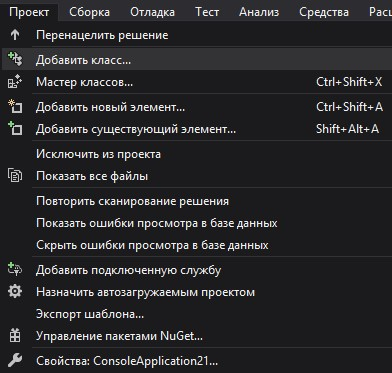 Проект Сборка Отладка Тест Анализ Средства Рас
Перенацелить решение
Добавить класс...
Мастер классов... Ctrl+Shift+X
Добавить новый элемент... Ctrl+Shift+A
Добавить существующий элемент... Shift+Alt+A
Исключить из проекта
Показать все файлы
Повторить сканирование решения
Показать ошибки просмотра в базе данных
Скрыть ошибки просмотра в базе данных
Добавить подключенную службу
Назначить автозагружаемым проектом
Экспорт шаблона...
Управление пакетами NuGet...
Свойства: ConsoleApplication21...